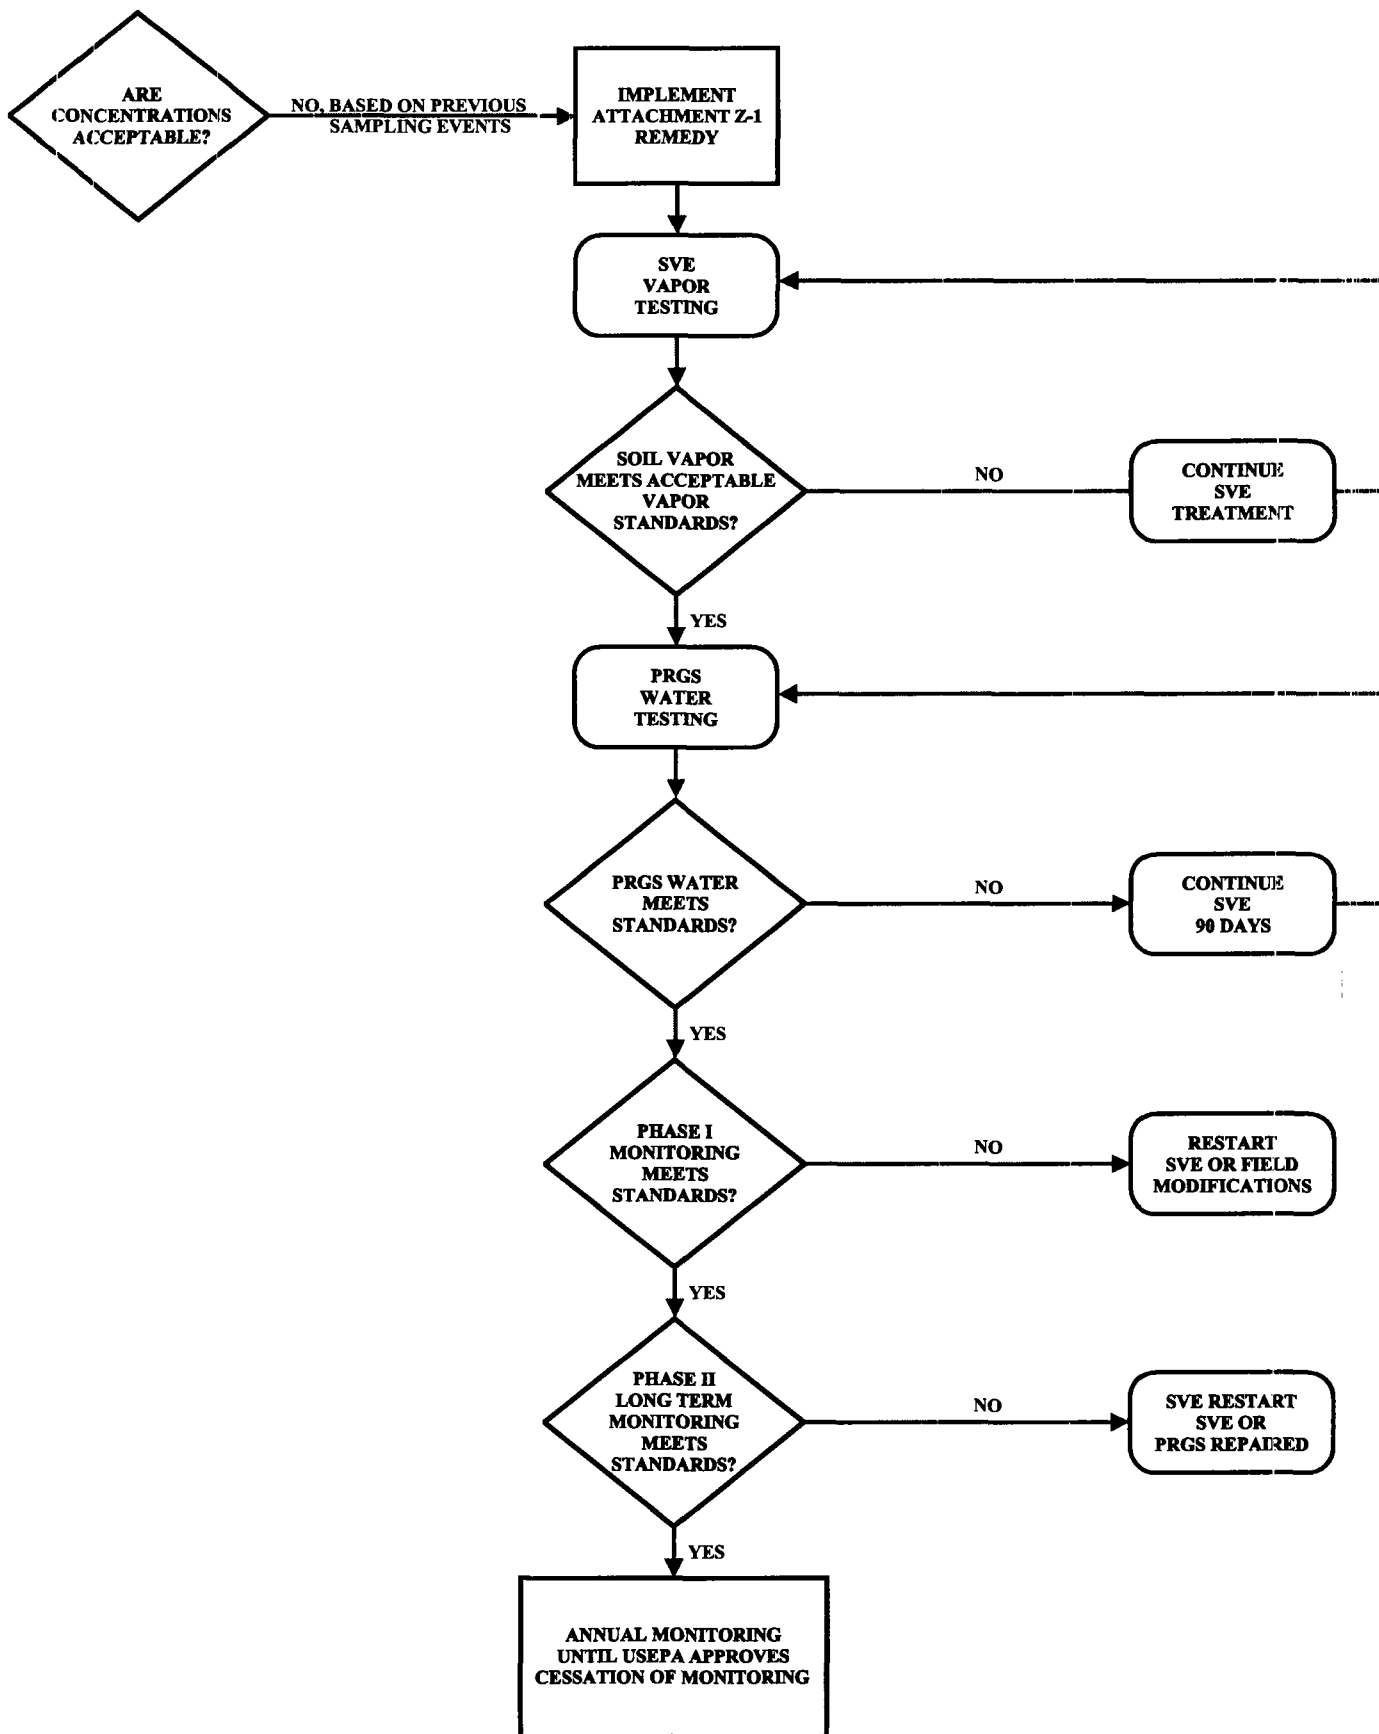 ARE
CONCENTRATIONS
ACCEPTABLE?
NO, BASED ON PREVIOUS
SAMPLING EVENTS
IMPLEMENT
ATTACHMENT Z-1
REMEDY
SVE
VAPOR
TESTING
SOIL VAPOR
MEETS ACCEPTABLE
VAPOR
STANDARDS?
NO
CONTINUE
SVE
TREATMENT
YES
PRGS
WATER
TESTING
PRGS WATER
MEETS
STANDARDS?
NO
CONTINUE
SVE
90 DAYS
YES
PHASE I
MONITORING
MEETS
STANDARDS?
NO
RESTART
SVE OR FIELD
MODIFICATIONS
YES
PHASE II
LONG TERM
MONITORING
MEETS
STANDARDS?
NO
SVE RESTART
SVE OR
PRGS REPAIRED
YES
ANNUAL MONITORING
UNTIL USEPA APPROVES
CESSATION OF MONITORING